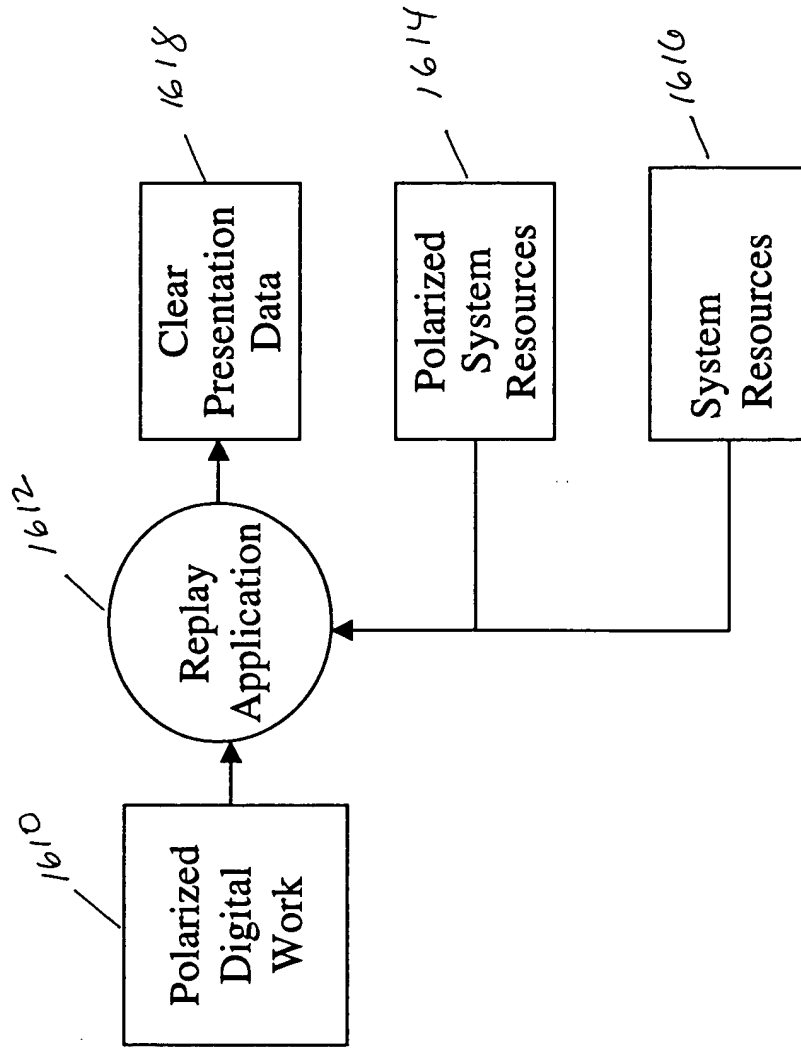 1610
Polarized
Digital
Work
1612
Replay
Application
1618
Clear
Presentation
Data
1614
Polarized
System
Resources
1616
System
Resources